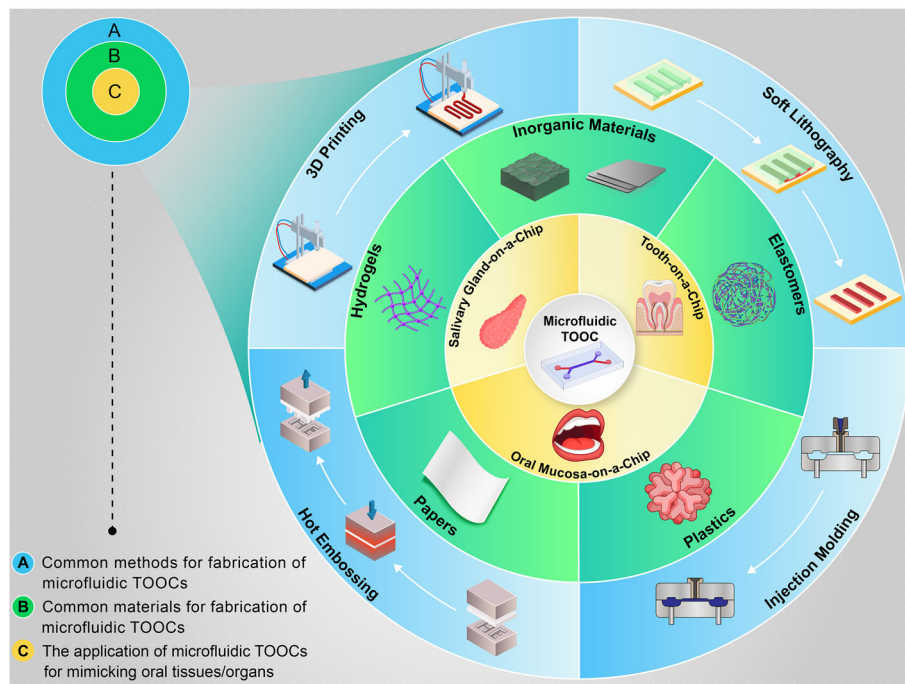 A
B
C
3D Printing
Soft Lithography
Inorganic Materials
Hydrogels
Elastomers
Salivary Gland-on-a-Chip
Tooth-on-a-Chip
Microfluidic
TOOC
Oral Mucosa-on-a-Chip
Papers
Plastics
Hot Embossing
Injection Molding
HE
HE
A Common methods for fabrication of
microfluidic TOOCs
B Common materials for fabrication of
microfluidic TOOCs
C The application of microfluidic TOOCs
for mimicking oral tissues/organs